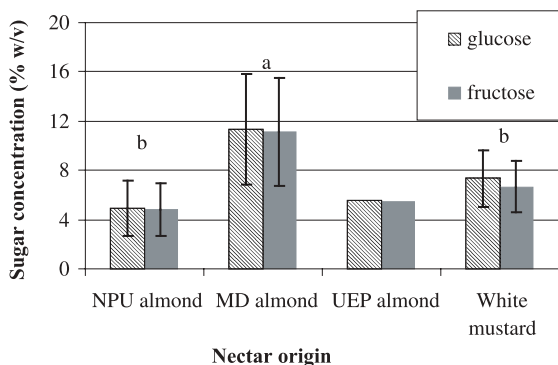 Sugar concentration (% w/v)
20
16
12
8
4
0
glucose
fructose
b
a
b
NPU almond
MD almond
UEP almond
White
mustard
Nectar origin